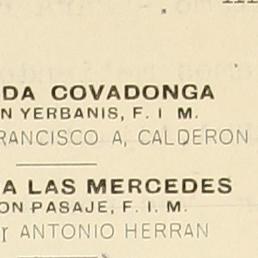 DA COVADONGA
N YERBANIS, F. I M.
RANCISCO A, CALDERON
A LAS MERCEDES
ON PASAJE, F. I. M.
r ANTONIO HERRAN